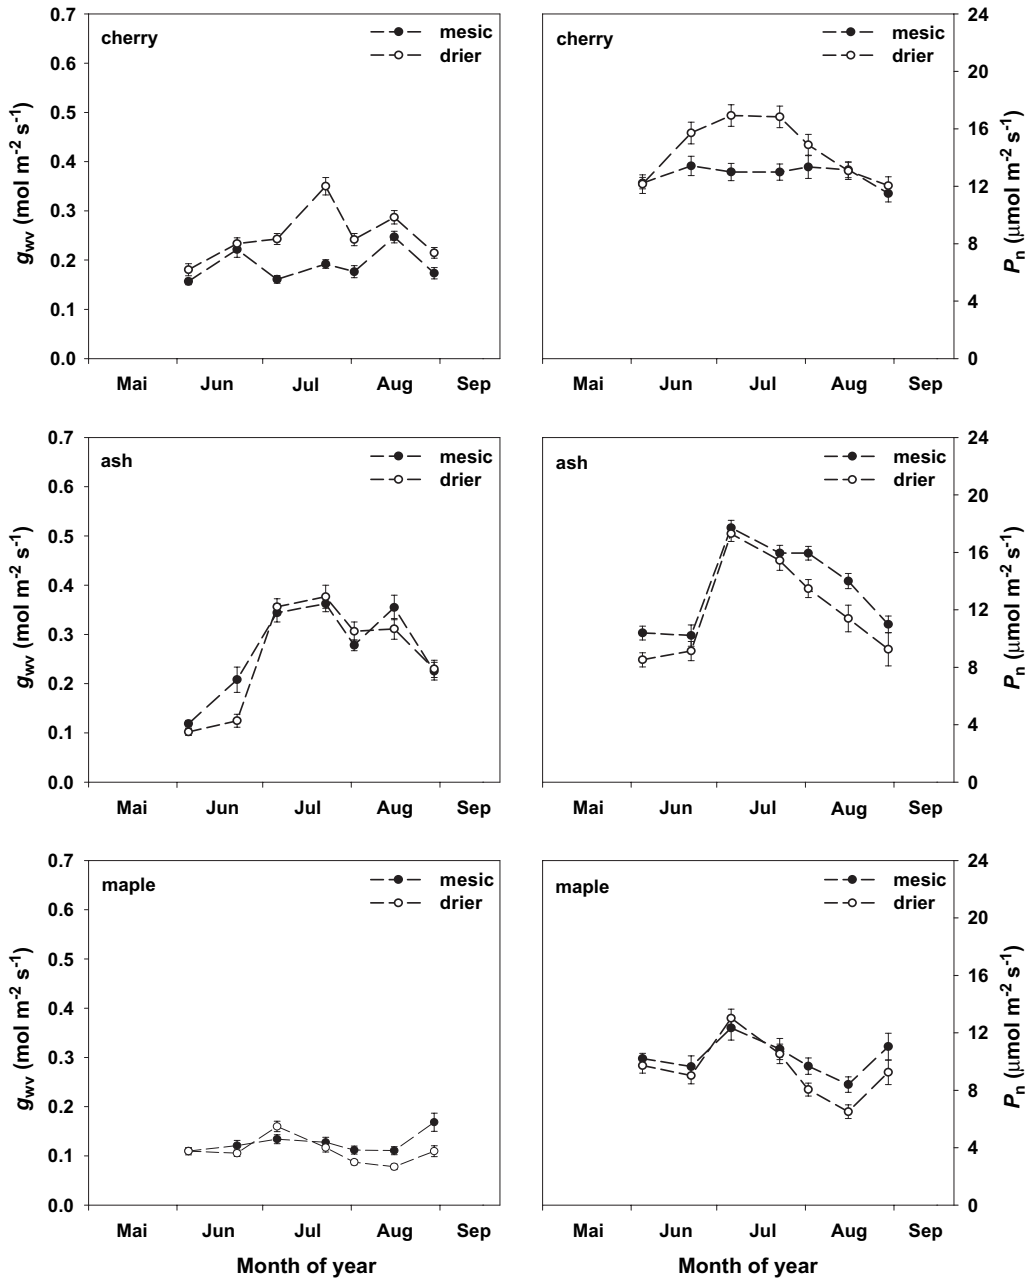 0.7
0.6
0.5
0.4
0.3
0.2
0.1
0.0
g_wv (mol m^-2 s^-1)
cherry
mesic
drier
Mai Jun Jul Aug Sep
cherry
mesic
drier
24
20
16
12
8
4
0
P_n (μmol m^-2 s^-1)
Mai Jun Jul Aug Sep
0.7
0.6
0.5
0.4
0.3
0.2
0.1
0.0
g_wv (mol m^-2 s^-1)
ash
mesic
drier
Mai Jun Jul Aug Sep
ash
mesic
drier
24
20
16
12
8
4
0
P_n (μmol m^-2 s^-1)
Mai Jun Jul Aug Sep
0.7
0.6
0.5
0.4
0.3
0.2
0.1
0.0
g_wv (mol m^-2 s^-1)
maple
mesic
drier
Mai Jun Jul Aug Sep
Month of year
maple
mesic
drier
24
20
16
12
8
4
0
P_n (μmol m^-2 s^-1)
Mai Jun Jul Aug Sep
Month of year